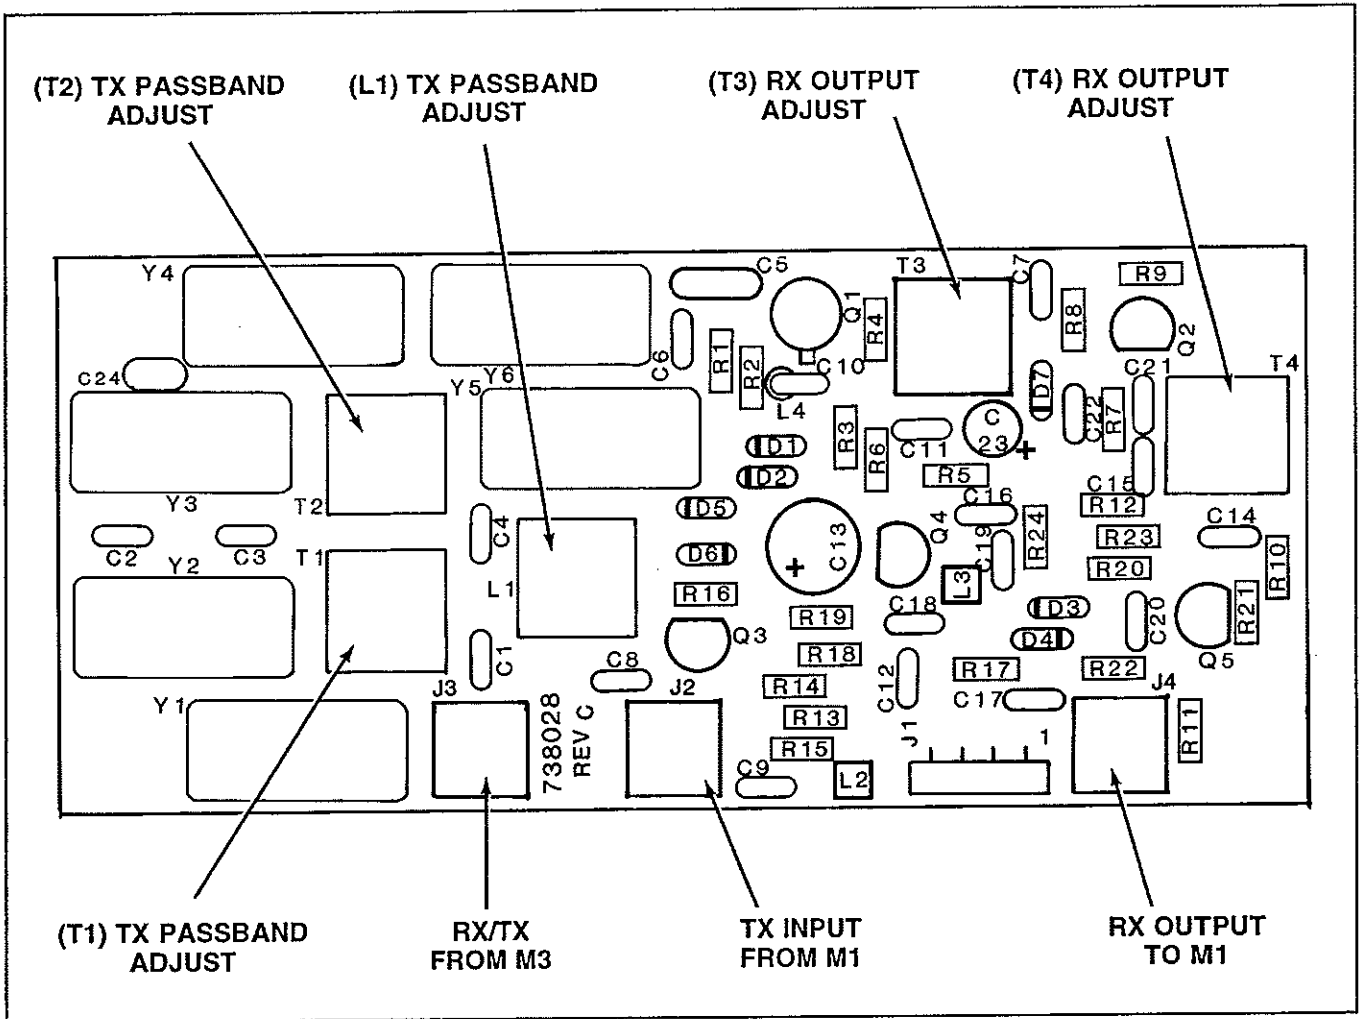 (T2) TX PASSBAND
ADJUST
(L1) TX PASSBAND
ADJUST
(T3) RX OUTPUT
ADJUST
(T4) RX OUTPUT
ADJUST
Y4
C5
T3
C7
R9
Q1
R4
R8
Q2
C6
R1
R2
C10
L4
C24
Y5
Y6
D7
C21
T4
C22
R7
R3
C11
C
23
+
D1
R6
D2
R5
C15
Y3
T2
C4
D5
C16
R12
C14
C2
C3
Q4
C19
R24
R23
Y2
T1
D6
C13
+
R20
R10
L1
R16
L3
C18
D3
C20
R21
R19
Q3
D4
Q5
C1
R18
C8
C12
R17
R22
Y1
J3
J2
R14
C17
J4
738028
REV C
R13
J1
1
R11
R15
C9
L2
(T1) TX PASSBAND
ADJUST
RX/TX
FROM M3
TX INPUT
FROM M1
RX OUTPUT
TO M1